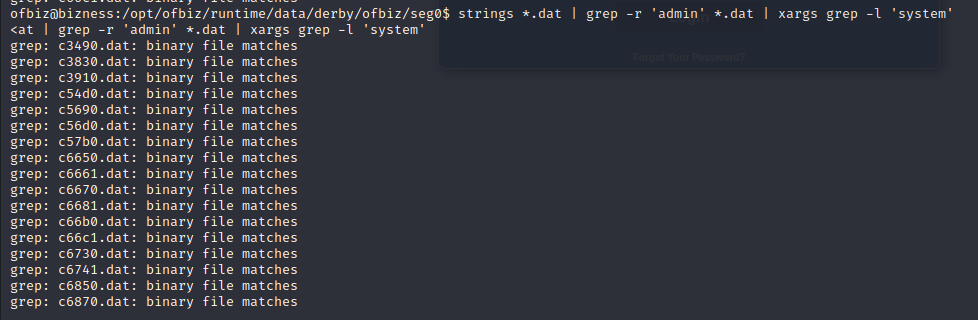 ofbiz@bizness:/opt/ofbiz/runtime/data/derby/ofbiz/seg0$ strings *.dat | grep -r 'admin' *.dat | xargs grep -l 'system'
<at | grep -r 'admin' *.dat | xargs grep -l 'system'
Forgot Your Password?
grep: c3490.dat: binary file matches
grep: c3830.dat: binary file matches
grep: c3910.dat: binary file matches
grep: c54d0.dat: binary file matches
grep: c5690.dat: binary file matches
grep: c56d0.dat: binary file matches
grep: c57b0.dat: binary file matches
grep: c6650.dat: binary file matches
grep: c6661.dat: binary file matches
grep: c6670.dat: binary file matches
grep: c6681.dat: binary file matches
grep: c66b0.dat: binary file matches
grep: c66c1.dat: binary file matches
grep: c6730.dat: binary file matches
grep: c6741.dat: binary file matches
grep: c6850.dat: binary file matches
grep: c6870.dat: binary file matches